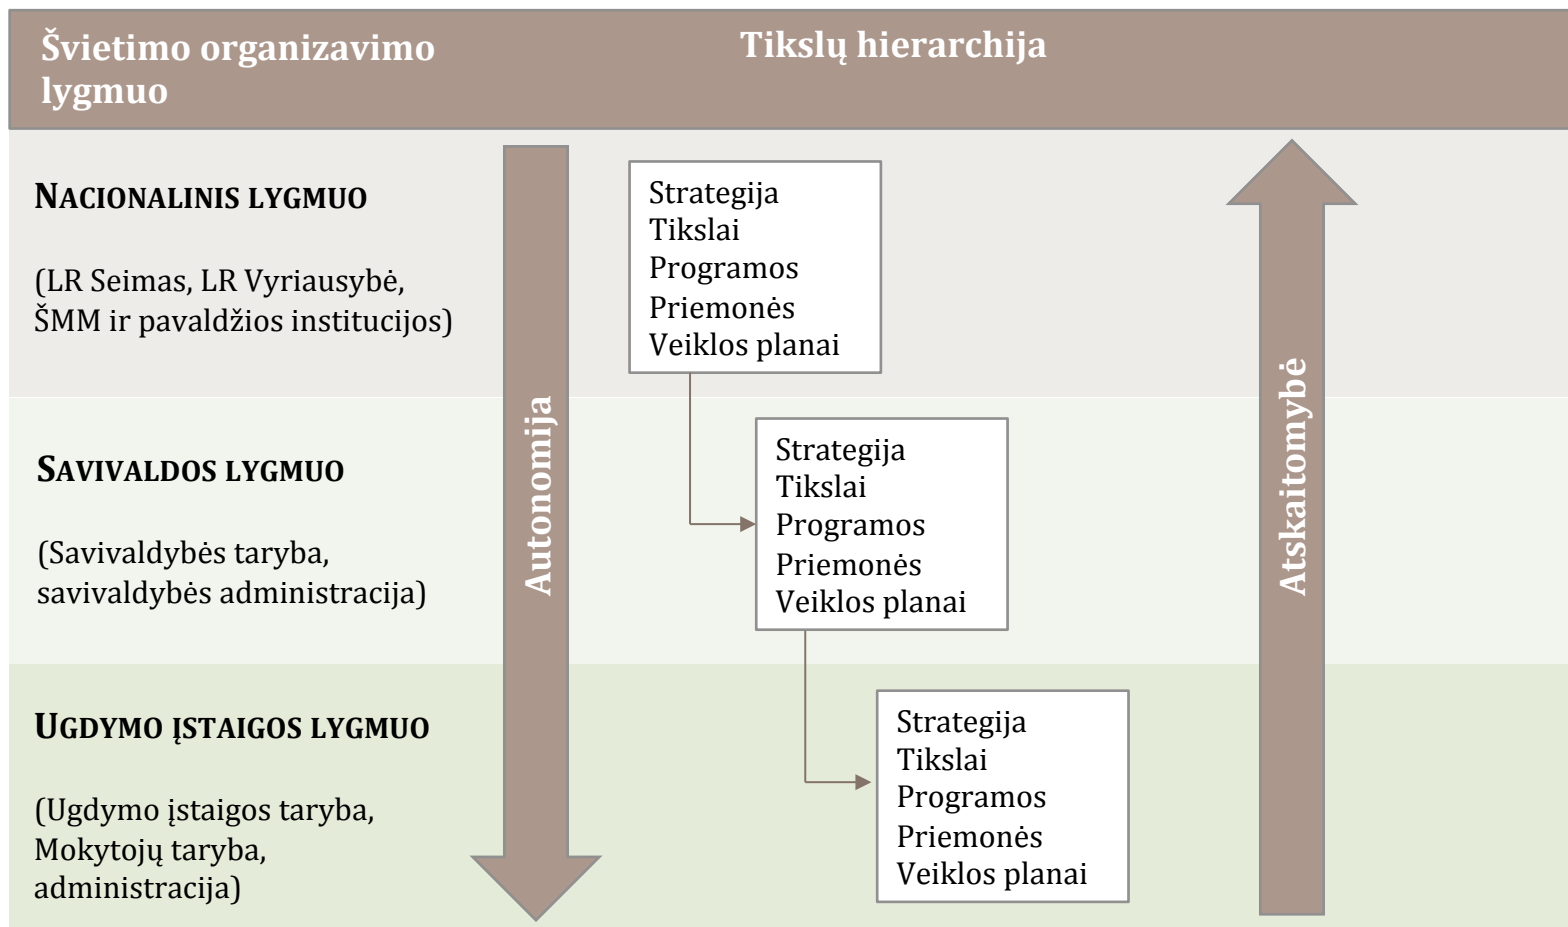 Švietimo organizavimo
lygmuo
Tikslų hierarchija
NACIONALINIS LYGMUO
(LR Seimas, LR Vyriausybė,
ŠMM ir pavaldžios institucijos)
Autonomija
Strategija
Tikslai
Programos
Priemonės
Veiklos planai
Atskaitomybė
SAVIVALDOS LYGMUO
(Savivaldybės taryba,
savivaldybės administracija)
Strategija
Tikslai
Programos
Priemonės
Veiklos planai
UGDYMO ĮSTAIGOS LYGMUO
(Ugdymo įstaigos taryba,
Mokytojų taryba,
administracija)
Strategija
Tikslai
Programos
Priemonės
Veiklos planai